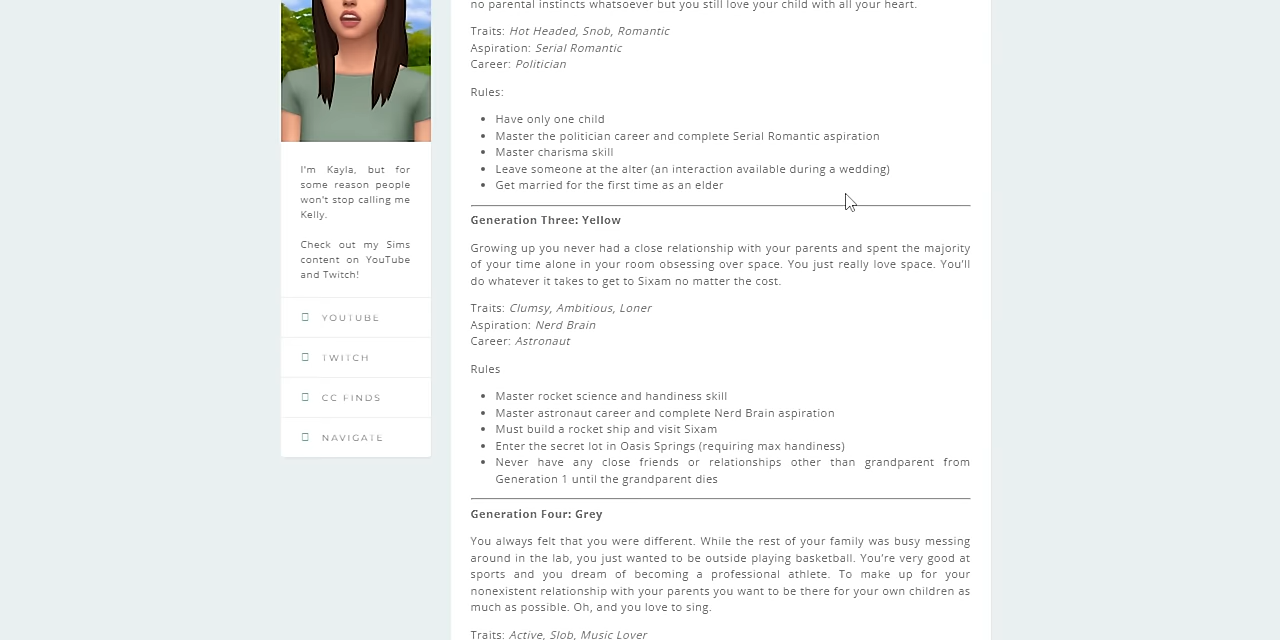 no parental instincts whatsoever but you still love your child with all your heart.
Traits: Hot Headed, Snob, Romantic
Aspiration: Serial Romantic
Career: Politician
Rules:
Have only one child
Master the politician career and complete Serial Romantic aspiration
Master charisma skill
Leave someone at the alter (an interaction available during a wedding)
Get married for the first time as an elder
Generation Three: Yellow
Growing up you never had a close relationship with your parents and spent the majority
of your time alone in your room obsessing over space. You just really love space. You'll
do whatever it takes to get to Sixam no matter the cost.
Traits: Clumsy, Ambitious, Loner
Aspiration: Nerd Brain
Career: Astronaut
Rules
Master rocket science and handiness skill
Master astronaut career and complete Nerd Brain aspiration
Must build a rocket ship and visit Sixam
Enter the secret lot in Oasis Springs (requiring max handiness)
Never have any close friends or relationships other than grandparent from
Generation 1 until the grandparent dies
Generation Four: Grey
You always felt that you were different. While the rest of your family was busy messing
around in the lab, you just wanted to be outside playing basketball. You're very good at
sports and you dream of becoming a professional athlete. To make up for your
nonexistent relationship with your parents you want to be there for your own children as
much as possible. Oh, and you love to sing.
Traits: Active, Slob, Music Lover
I'm Kayla, but for
some reason people
won't stop calling me
Kelly.
Check out my Sims
content on YouTube
and Twitch!
YOUTUBE
TWITCH
CC FINDS
NAVIGATE